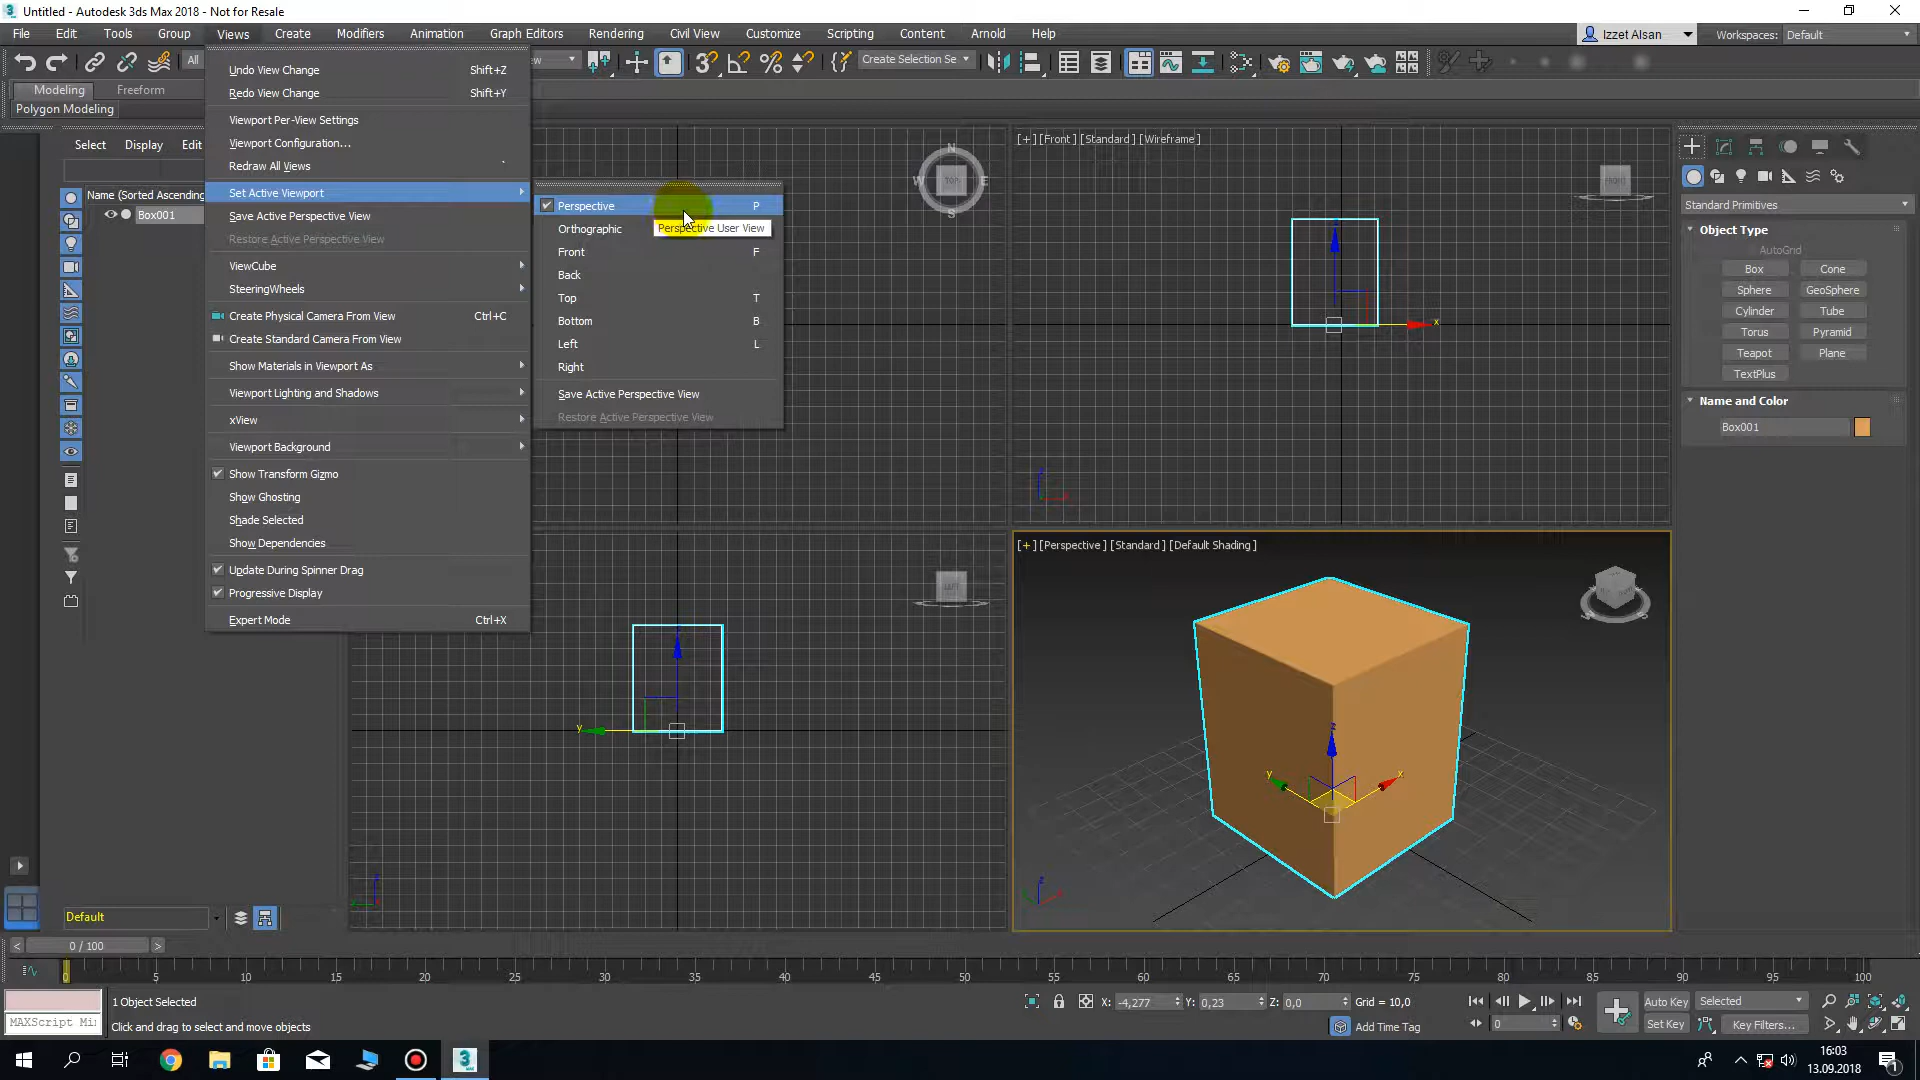 Untitled - Autodesk 3ds Max 2018 - Not for Resale
File Edit Tools Group Views Create Modifiers Animation Graph Editors Rendering Civil View Customize Scripting Content Arnold Help
Izzet Alsan
Workspaces: Default
All
Create Selection Se
Modeling Freeform
Polygon Modeling
Select Display Edit
Name (Sorted Ascending
Box001
Undo View Change Shift+Z
Redo View Change Shift+Y
Viewport Per-View Settings
Viewport Configuration...
Redraw All Views `
Set Active Viewport
Save Active Perspective View
Restore Active Perspective View
ViewCube
SteeringWheels
Create Physical Camera From View Ctrl+C
Create Standard Camera From View
Show Materials in Viewport As
Viewport Lighting and Shadows
xView
Viewport Background
Show Transform Gizmo
Show Ghosting
Shade Selected
Show Dependencies
Update During Spinner Drag
Progressive Display
Expert Mode Ctrl+X
Perspective P
Perspective User View
Orthographic
Front F
Back
Top T
Bottom B
Left L
Right
Save Active Perspective View
Restore Active Perspective View
N
W TOP E
S
[+] [Front] [Standard] [Wireframe]
FRONT
x
z
LEFT
y
[+] [Perspective] [Standard] [Default Shading]
z
y
x
z
z
Standard Primitives
Object Type
AutoGrid
Box Cone
Sphere GeoSphere
Cylinder Tube
Torus Pyramid
Teapot Plane
TextPlus
Name and Color
Box001
Default
< 0 / 100 >
0 5 10 15 20 25 30 35 40 45 50 55 60 65 70 75 80 85 90 95 100
1 Object Selected
X: -4,277 Y: 0,23 Z: 0,0 Grid = 10,0
Auto Key Selected
MAXScript Mi
Click and drag to select and move objects
Add Time Tag
0
Set Key Key Filters...
3
MAX
16:03
13.09.2018
1